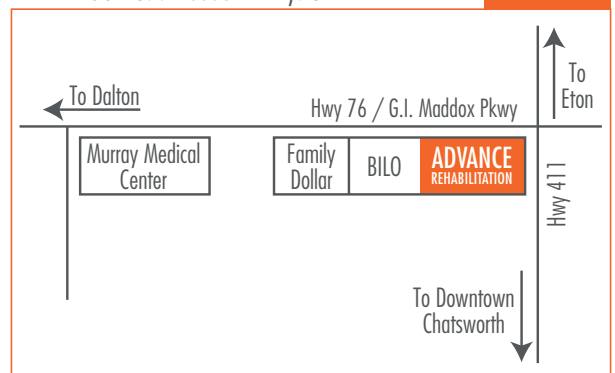 To Dalton
Hwy 76 / G.I. Maddox Pkwy
To
Eton
Murray Medical
Center
Family
Dollar
BILO
ADVANCE
REHABILITATION
Hwy 411
To Downtown
Chatsworth